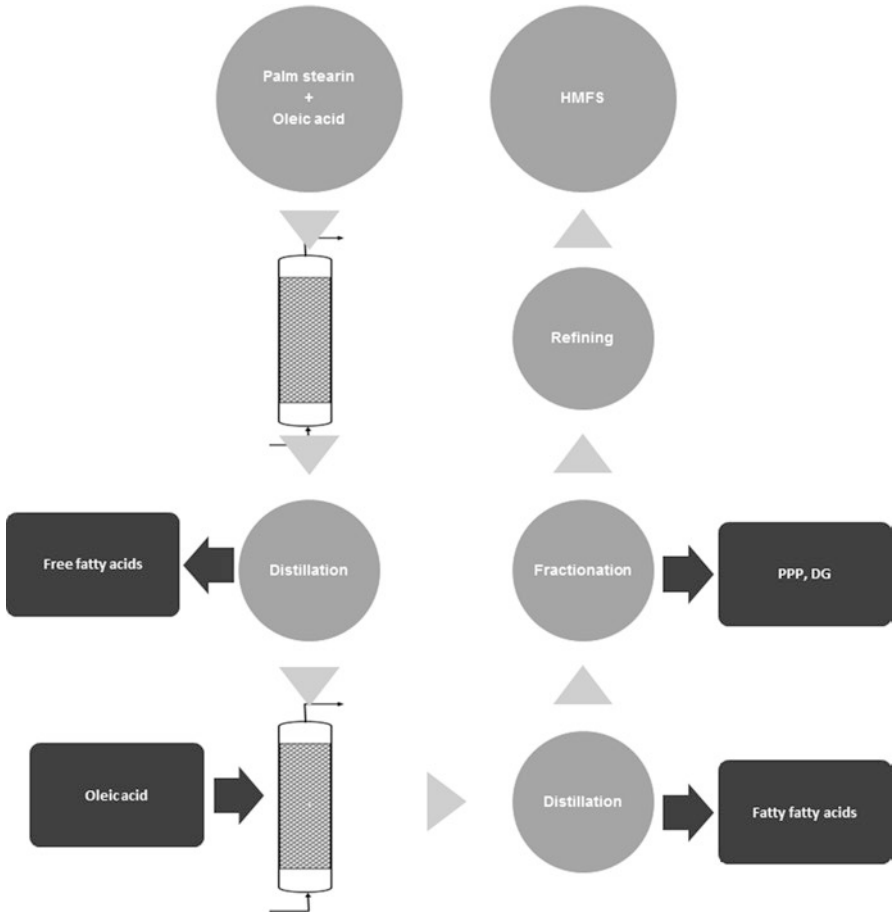 Palm stearin
+
Oleic acid
HMFS
Refining
Free fatty acids
Distillation
Fractionation
PPP, DG
Oleic acid
Distillation
Fatty fatty acids